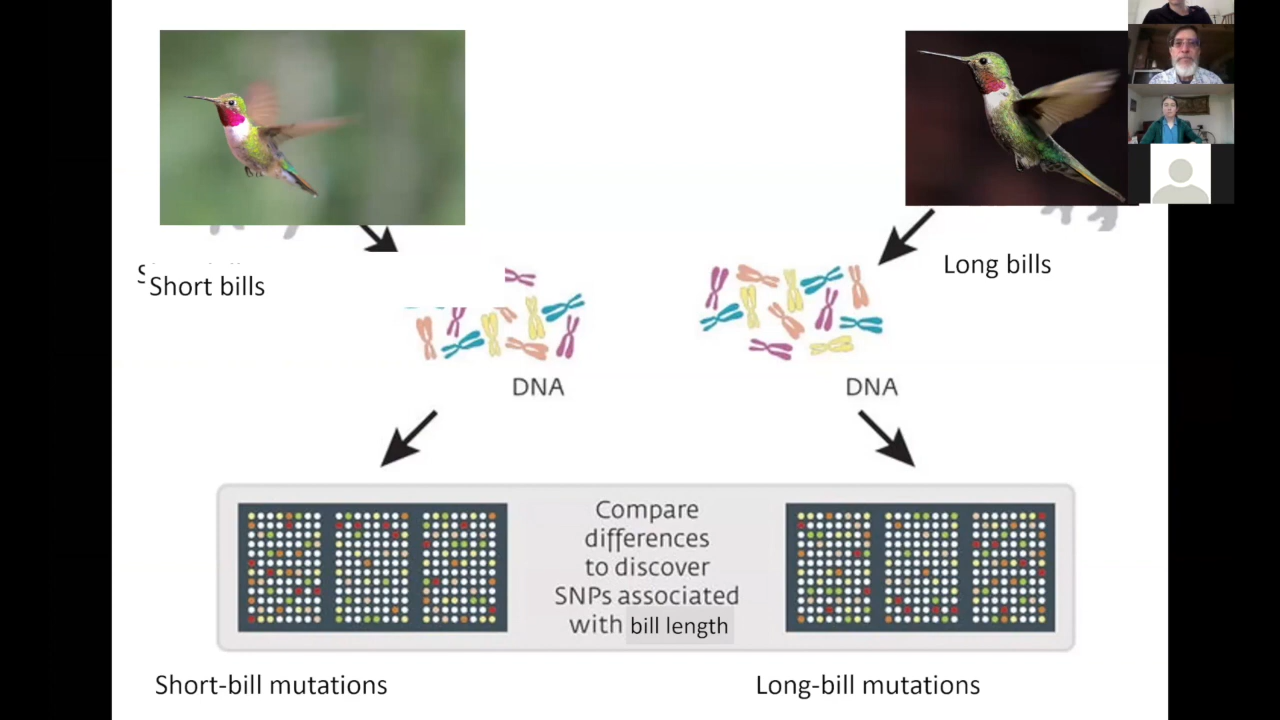 Short bills
Long bills
DNA
DNA
Compare
differences
to discover
SNPs associated
with bill length
Short-bill mutations
Long-bill mutations